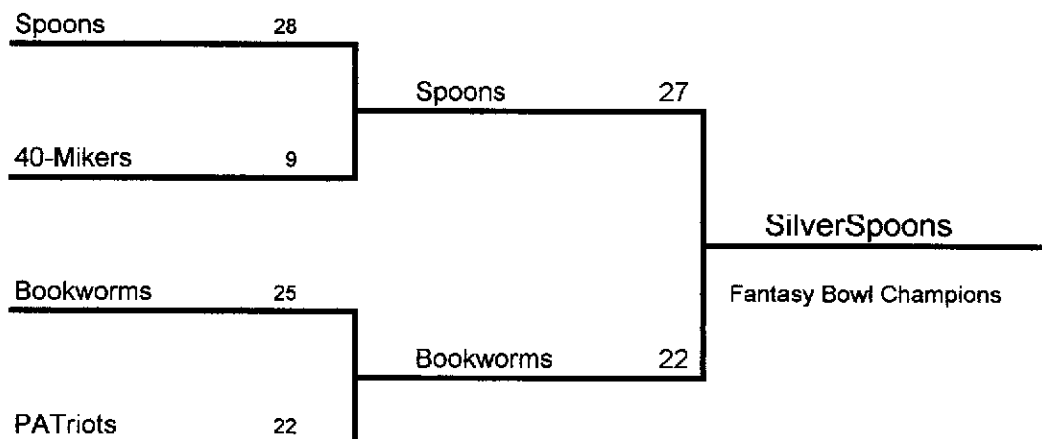 Spoons 28
Spoons 27
40-Mikers 9
SilverSpoons
Bookworms 25
Fantasy Bowl Champions
Bookworms 22
PATriots 22